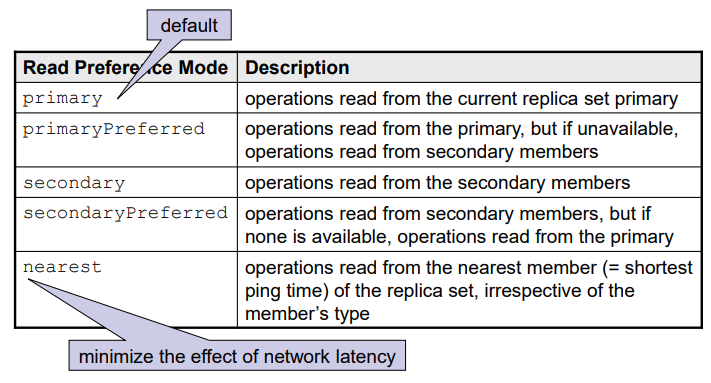 default
Read Preference Mode Description
primary operations read from the current replica set primary
primaryPreferred operations read from the primary, but if unavailable,
operations read from secondary members
secondary operations read from the secondary members
secondaryPreferred operations read from secondary members, but if
none is available, operations read from the primary
nearest operations read from the nearest member (= shortest
ping time) of the replica set, irrespective of the
member’s type
minimize the effect of network latency